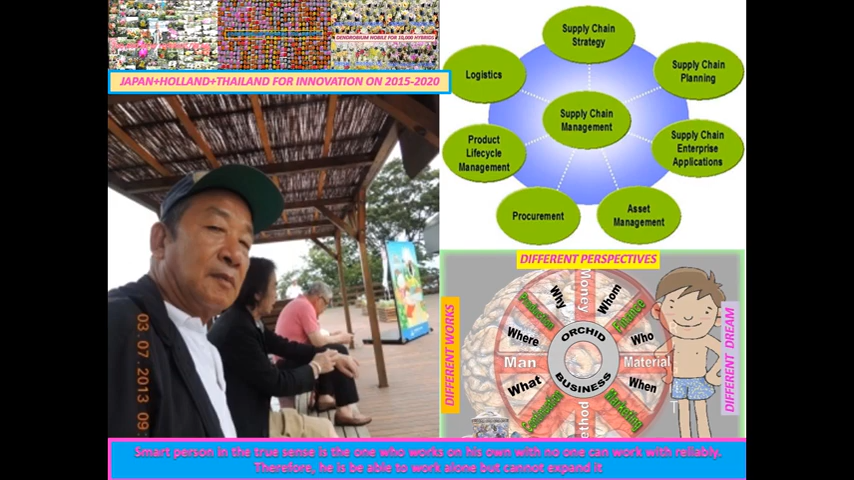 DENDROBIUM NOBILE FOR 10,000 HYBRIDS
JAPAN+HOLLAND+THAILAND FOR INNOVATION ON 2015-2020
Supply Chain
Strategy
Logistics
Supply Chain
Planning
Supply Chain
Management
Product
Lifecycle
Management
Supply Chain
Enterprise
Applications
Procurement
Asset
Management
DIFFERENT PERSPECTIVES
DIFFERENT WORKS
DIFFERENT DREAM
Money
Why
Whom
Production
Finance
Where
ORCHID
Who
Man
Material
What
BUSINESS
When
Marketing
03.07.2013 09:
Smart person in the true sense is the one who works on his own with no one can work with reliably.
Therefore, he is be able to work alone but cannot expand it